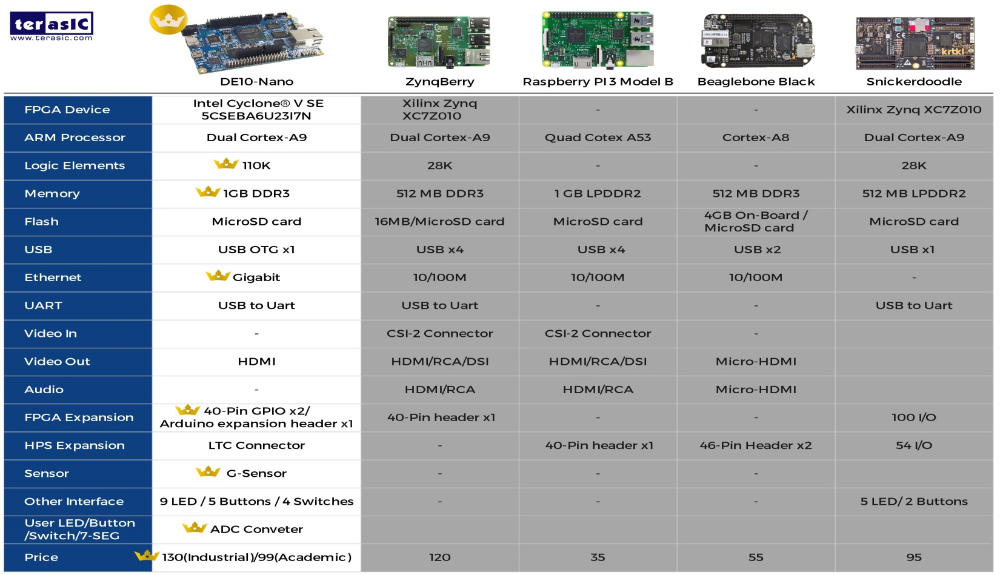 terasIC
www.terasic.com
DE10-Nano ZynqBerry Raspberry PI 3 Model B Beaglebone Black Snickerdoodle
krtkl
FPGA Device Intel Cyclone® V SE 5CSEBA6U23I7N Xilinx Zynq XC7Z010 - - Xilinx Zynq XC7Z010
ARM Processor Dual Cortex-A9 Dual Cortex-A9 Quad Cotex A53 Cortex-A8 Dual Cortex-A9
Logic Elements 110K 28K - - 28K
Memory 1GB DDR3 512 MB DDR3 1 GB LPDDR2 512 MB DDR3 512 MB LPDDR2
Flash MicroSD card 16MB/MicroSD card MicroSD card 4GB On-Board / MicroSD card MicroSD card
USB USB OTG x1 USB x4 USB x4 USB x2 USB x1
Ethernet Gigabit 10/100M 10/100M 10/100M -
UART USB to Uart USB to Uart - - USB to Uart
Video In - CSI-2 Connector CSI-2 Connector -
Video Out HDMI HDMI/RCA/DSI HDMI/RCA/DSI Micro-HDMI
Audio - HDMI/RCA HDMI/RCA Micro-HDMI
FPGA Expansion 40-Pin GPIO x2/ Arduino expansion header x1 40-Pin header x1 - - 100 I/O
HPS Expansion LTC Connector - 40-Pin header x1 46-Pin Header x2 54 I/O
Sensor G-Sensor - - -
Other Interface 9 LED / 5 Buttons / 4 Switches - - - 5 LED/ 2 Buttons
User LED/Button /Switch/7-SEG ADC Conveter
Price 130(Industrial)/99(Academic) 120 35 55 95